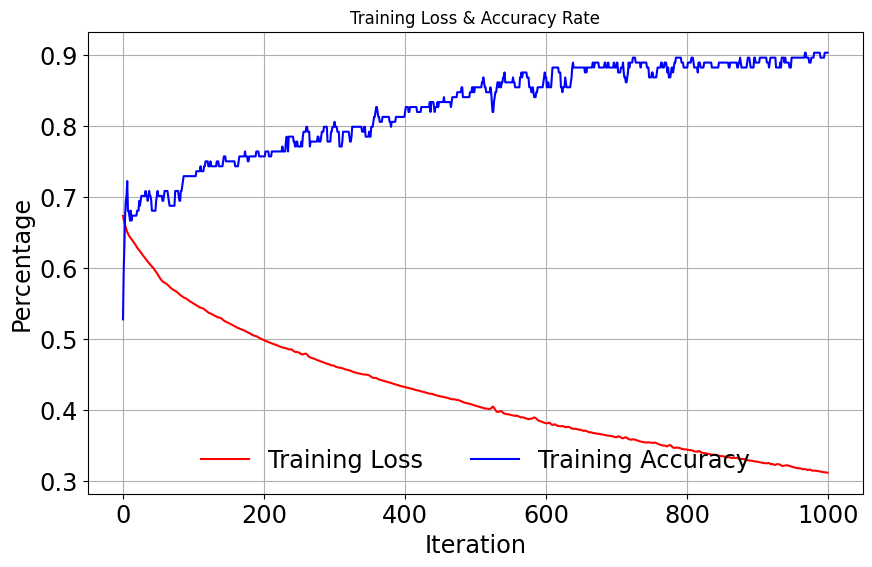 Training Loss & Accuracy Rate
Percentage
0.9
0.8
0.7
0.6
0.5
0.4
0.3
Training Loss Training Accuracy
0 200 400 600 800 1000
Iteration